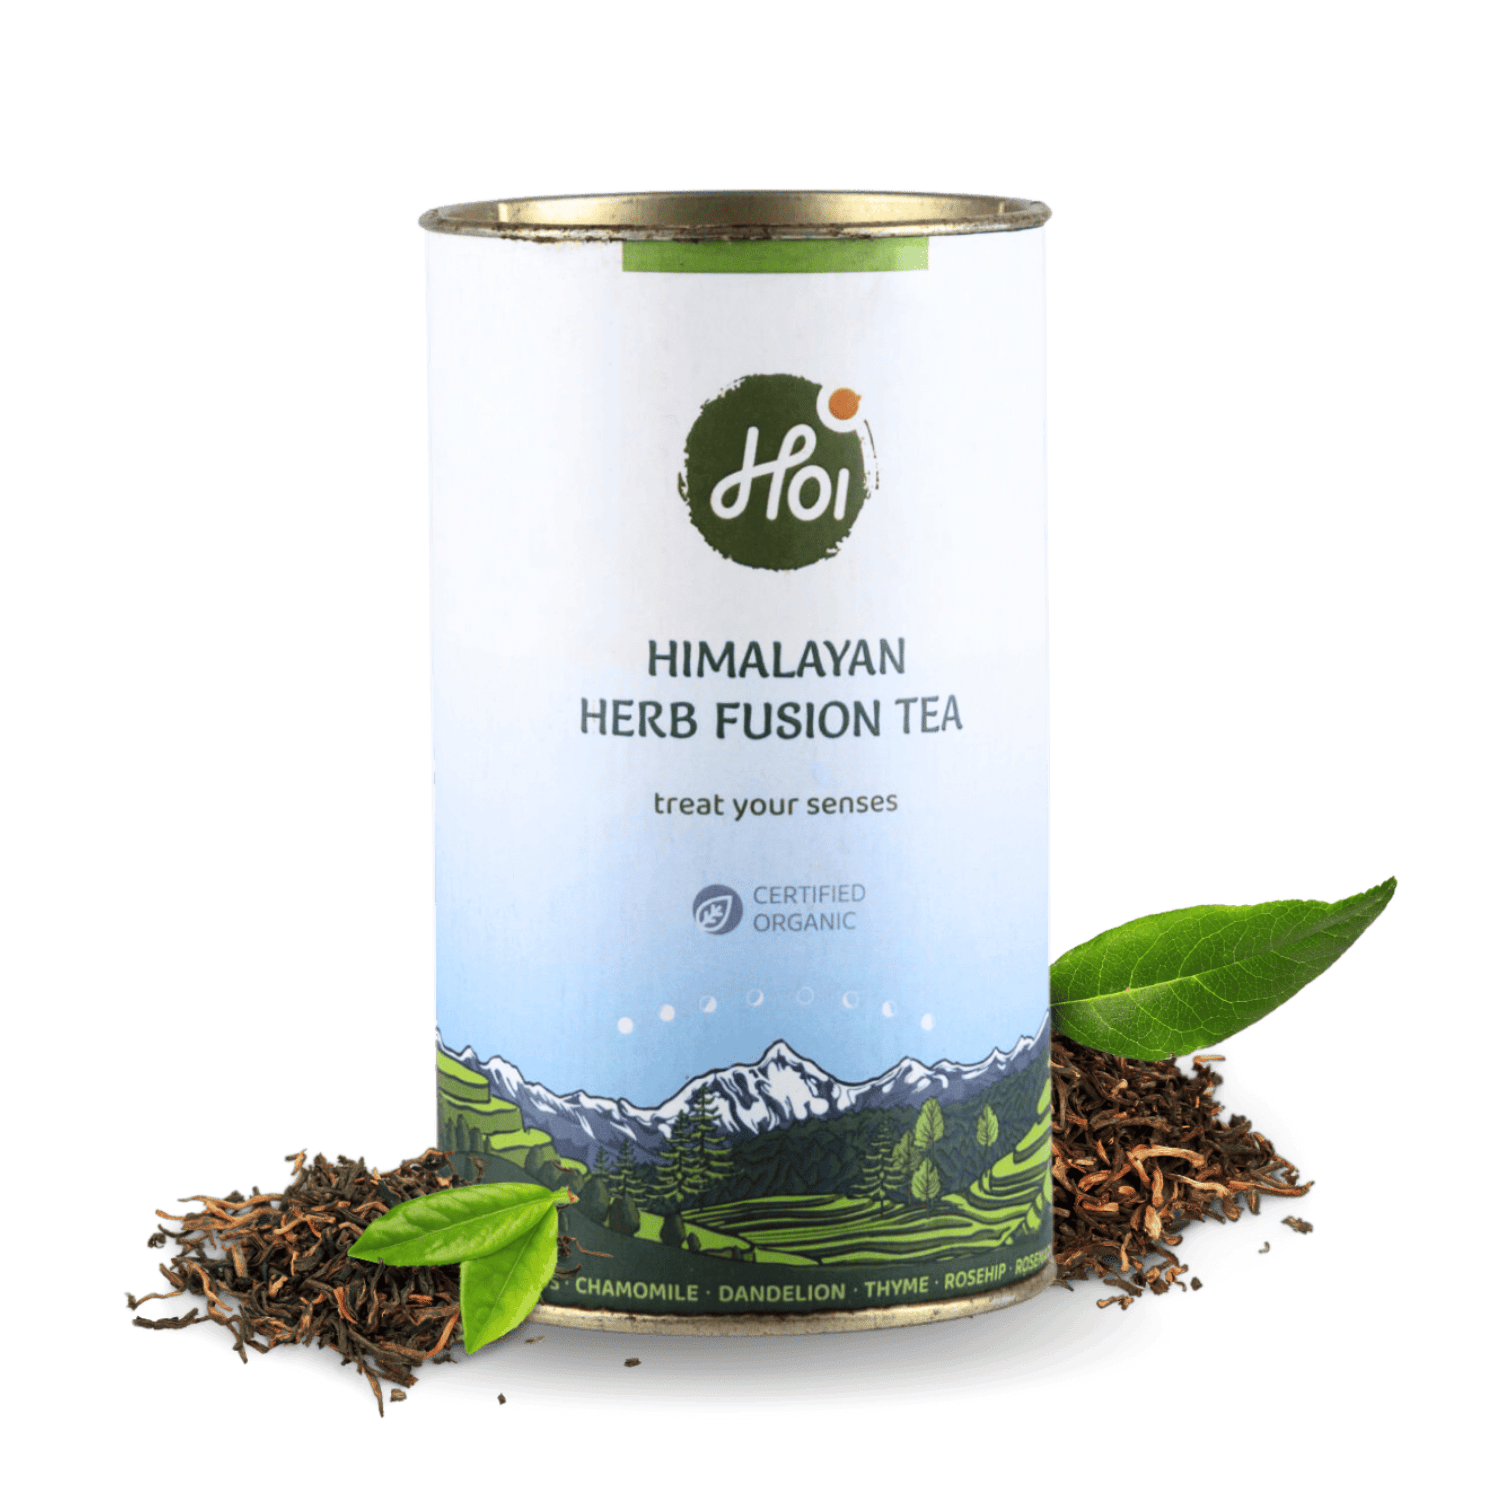 Hoi
HIMALAYAN
HERB FUSION TEA
treat your senses
CERTIFIED
ORGANIC
CHAMOMILE · DANDELION · THYME · ROSEHIP ·